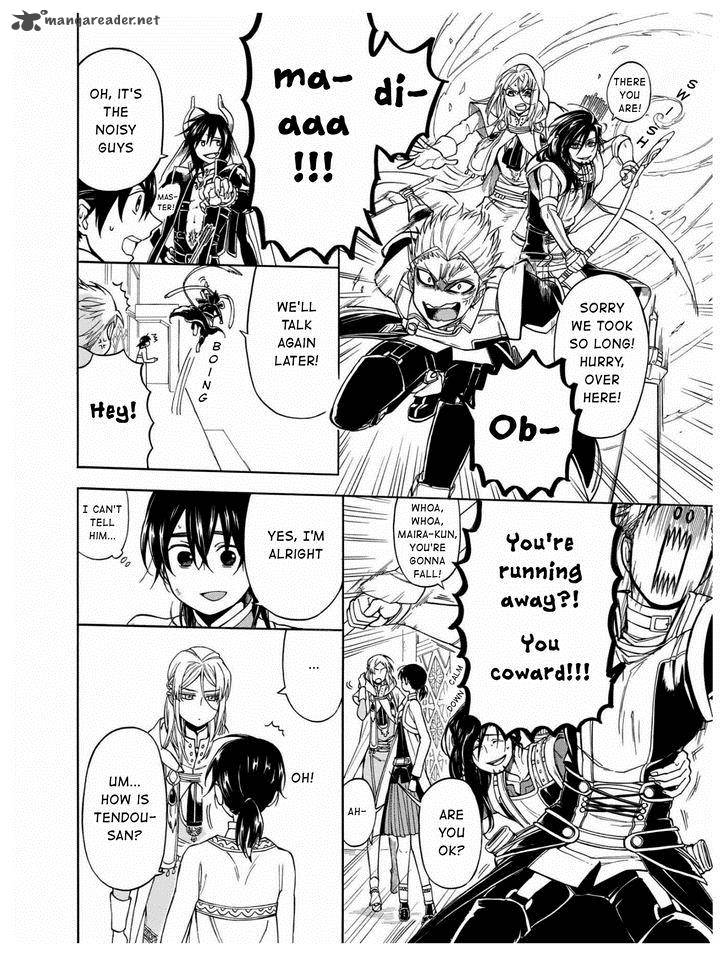 mangareader.net
THERE
YOU
ARE!
SWISH
Ob-
di-
ma-
aaa
!!!
SORRY
WE TOOK
SO LONG!
HURRY,
OVER
HERE!
OH, IT'S
THE
NOISY
GUYS
MAS-
TER!
WE'LL
TALK
AGAIN
LATER!
BOING
Hey!
You're
running
away?!
You
coward!!!
WHOA,
WHOA,
MAIRA-KUN,
YOU'RE
GONNA
FALL!
CALM
DOWN
ARE
YOU
OK?
AH-
YES, I'M
ALRIGHT
I CAN'T
TELL
HIM...
...
OH!
UM...
HOW IS
TENDOU-
SAN?